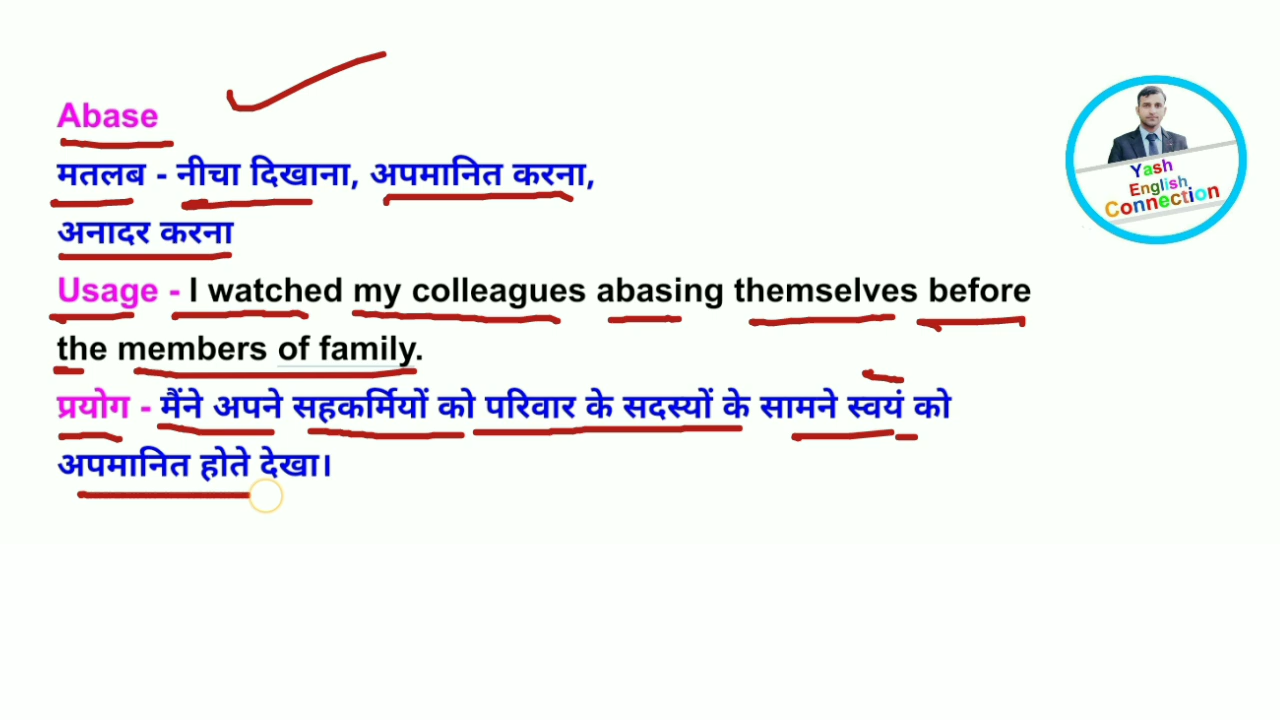 Abase
मतलब - नीचा दिखाना, अपमानित करना,
अनादर करना
Usage - I watched my colleagues abasing themselves before
the members of family.
प्रयोग - मैंने अपने सहकर्मियों को परिवार के सदस्यों के सामने स्वयं को
अपमानित होते देखा।
Yash
English
Connection